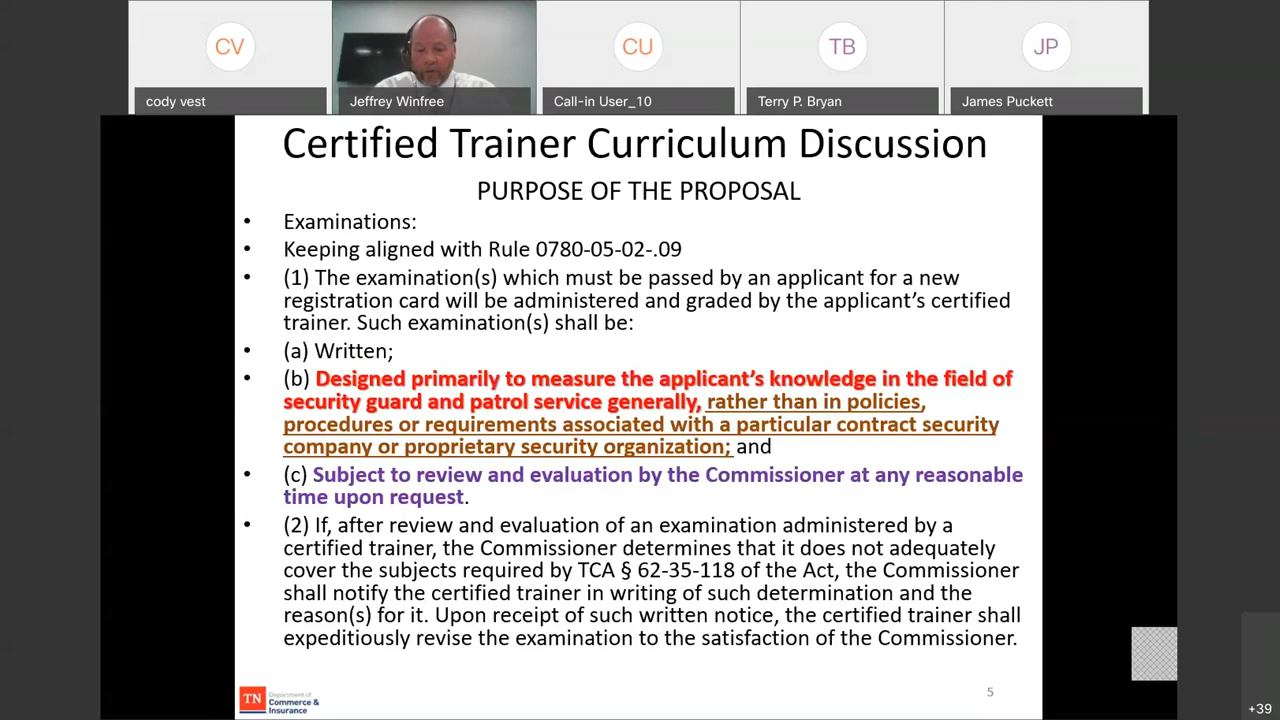 CV
CU
TB
JP
cody vest
Jeffrey Winfree
Call-in User_10
Terry P. Bryan
James Puckett
Certified Trainer Curriculum Discussion
PURPOSE OF THE PROPOSAL
• Examinations:
• Keeping aligned with Rule 0780-05-02-.09
• (1) The examination(s) which must be passed by an applicant for a new
registration card will be administered and graded by the applicant’s certified
trainer. Such examination(s) shall be:
• (a) Written;
• (b) Designed primarily to measure the applicant’s knowledge in the field of
security guard and patrol service generally, rather than in policies,
procedures or requirements associated with a particular contract security
company or proprietary security organization; and
• (c) Subject to review and evaluation by the Commissioner at any reasonable
time upon request.
• (2) If, after review and evaluation of an examination administered by a
certified trainer, the Commissioner determines that it does not adequately
cover the subjects required by TCA § 62-35-118 of the Act, the Commissioner
shall notify the certified trainer in writing of such determination and the
reason(s) for it. Upon receipt of such written notice, the certified trainer shall
expeditiously revise the examination to the satisfaction of the Commissioner.
TN
Department of
Commerce &
Insurance
5
+39